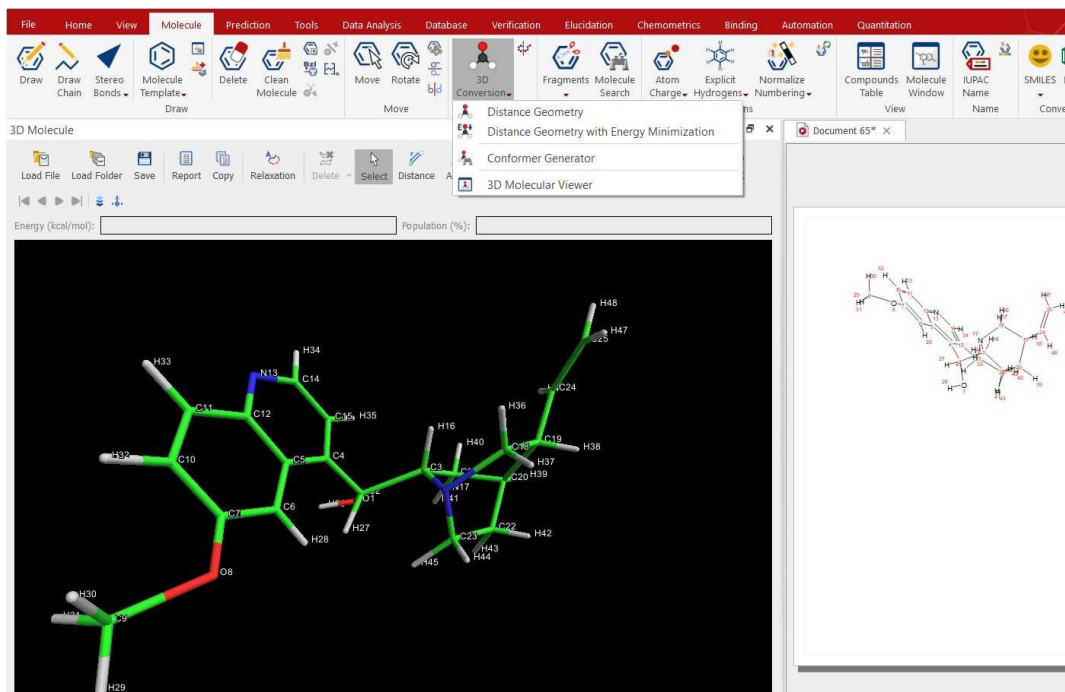 File Home View Molecule Prediction Tools Data Analysis Database Verification Elucidation Chemometrics Binding Automation Quantitation
Draw Draw Chain Stereo Bonds Molecule Template Delete Clean Molecule Move Rotate 3D Conversion Fragments Molecule Search Atom Charge Explicit Hydrogens Normalize Numbering Compounds Table Molecule Window IUPAC Name SMILES
Draw Move View Name
Distance Geometry
Distance Geometry with Energy Minimization
Conformer Generator
3D Molecular Viewer
3D Molecule
Document 65*
Load File Load Folder Save Report Copy Relaxation Delete Select Distance
Energy (kcal/mol): Population (%):
H48
H47
C25
H33
H34
N13
C14
C24
C11
C12
C15
H35
H36
H16
H40
C19
H38
C18
H37
H39
H32
C10
C5
C4
C3
C20
N17
H41
O1
C7
C6
H27
H28
C22
H42
C23
H43
H44
H45
O8
H30
C9
H29